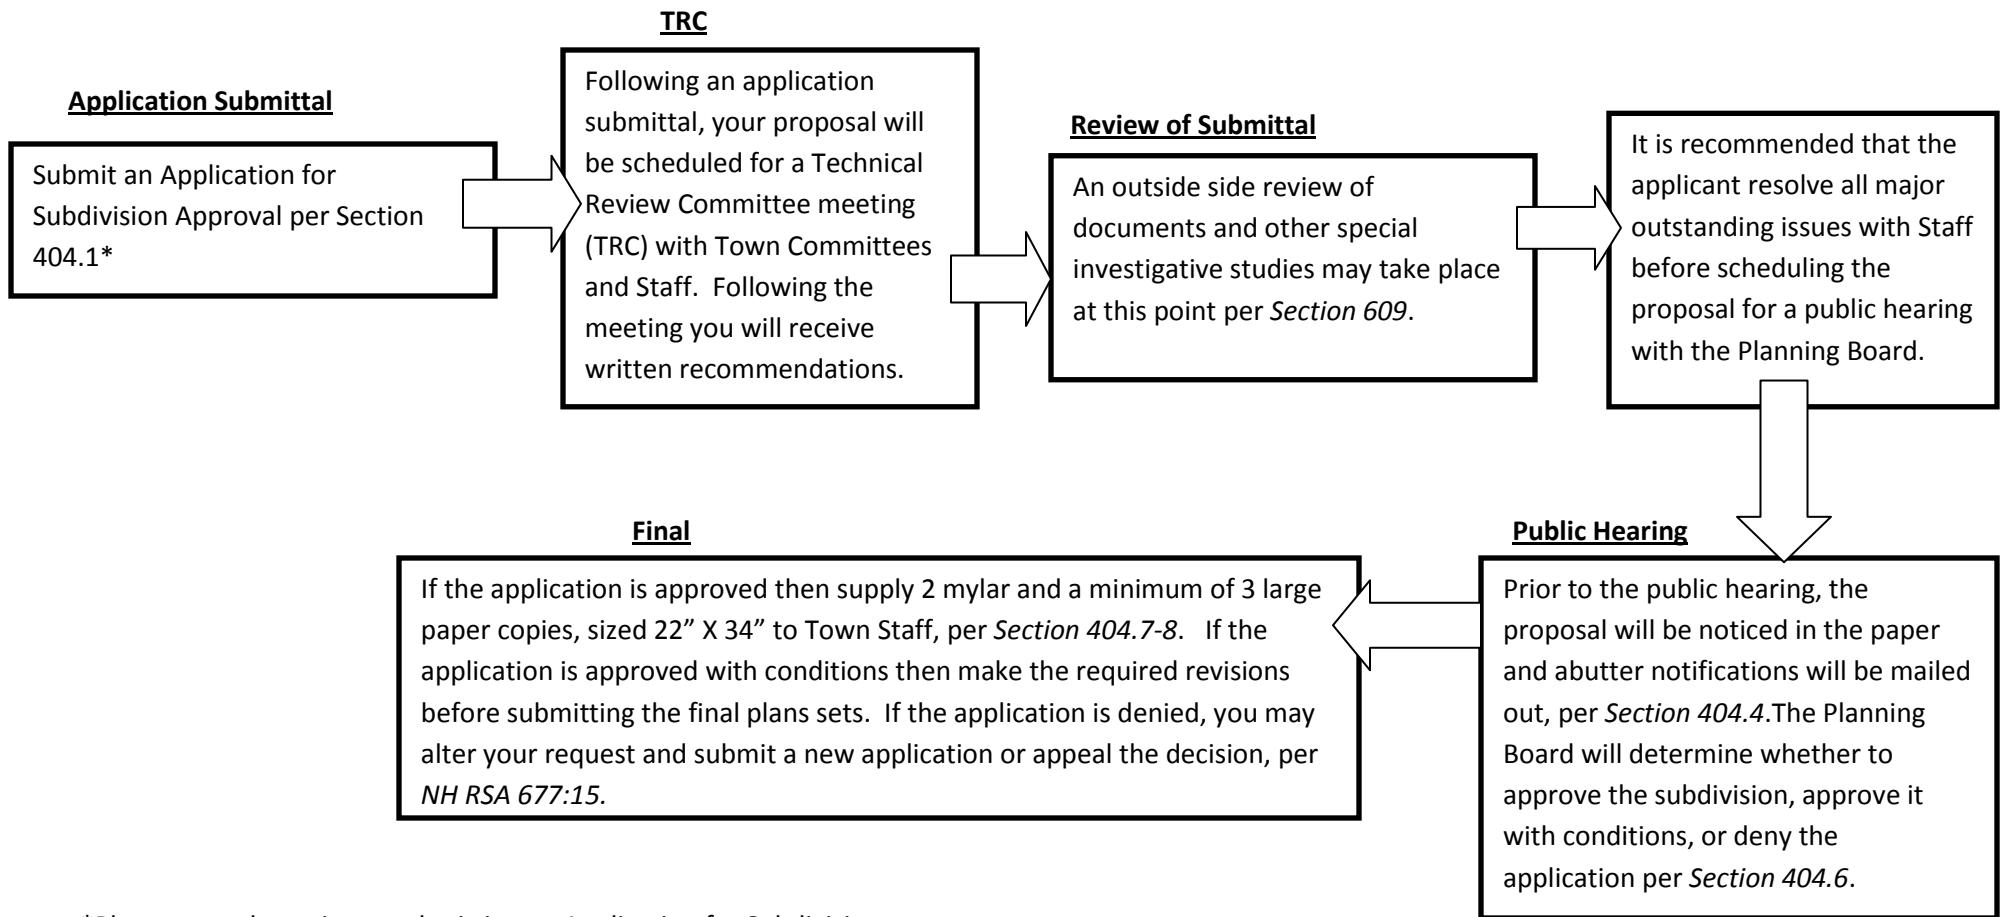 Application Submittal
Submit an Application for
Subdivision Approval per Section
404.1*
TRC
Following an application
submittal, your proposal will
be scheduled for a Technical
Review Committee meeting
(TRC) with Town Committees
and Staff. Following the
meeting you will receive
written recommendations.
Review of Submittal
An outside side review of
documents and other special
investigative studies may take place
at this point per Section 609.
It is recommended that the
applicant resolve all major
outstanding issues with Staff
before scheduling the
proposal for a public hearing
with the Planning Board.
Public Hearing
Prior to the public hearing, the
proposal will be noticed in the paper
and abutter notifications will be mailed
out, per Section 404.4.The Planning
Board will determine whether to
approve the subdivision, approve it
with conditions, or deny the
application per Section 404.6.
Final
If the application is approved then supply 2 mylar and a minimum of 3 large
paper copies, sized 22” X 34” to Town Staff, per Section 404.7-8. If the
application is approved with conditions then make the required revisions
before submitting the final plans sets. If the application is denied, you may
alter your request and submit a new application or appeal the decision, per
NH RSA 677:15.